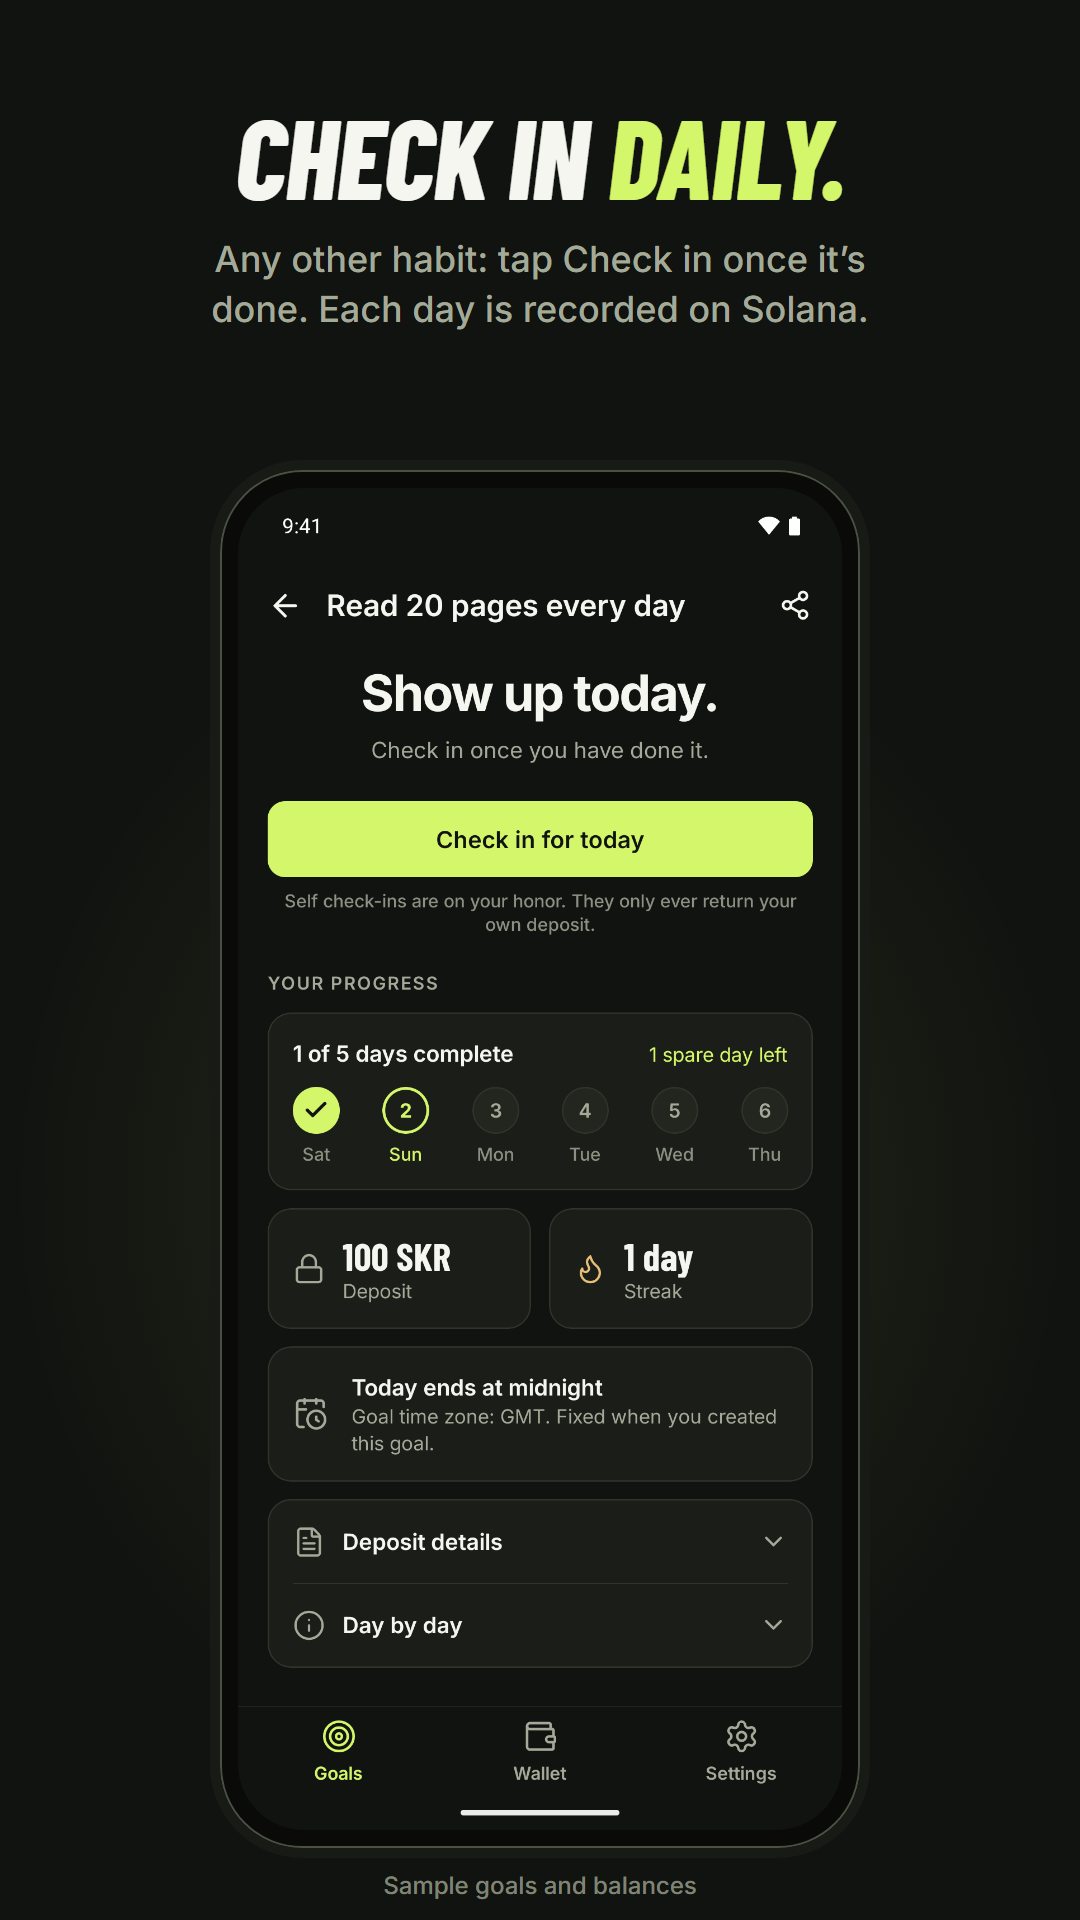 CHECK IN DAILY.
Any other habit: tap Check in once it’s
done. Each day is recorded on Solana.
9:41
Read 20 pages every day
Show up today.
Check in once you have done it.
Check in for today
Self check-ins are on your honor. They only ever return your
own deposit.
YOUR PROGRESS
1 of 5 days complete
1 spare day left
2 3 4 5 6
Sat Sun Mon Tue Wed Thu
100 SKR
Deposit
1 day
Streak
Today ends at midnight
Goal time zone: GMT. Fixed when you created
this goal.
Deposit details
Day by day
Goals Wallet Settings
Sample goals and balances